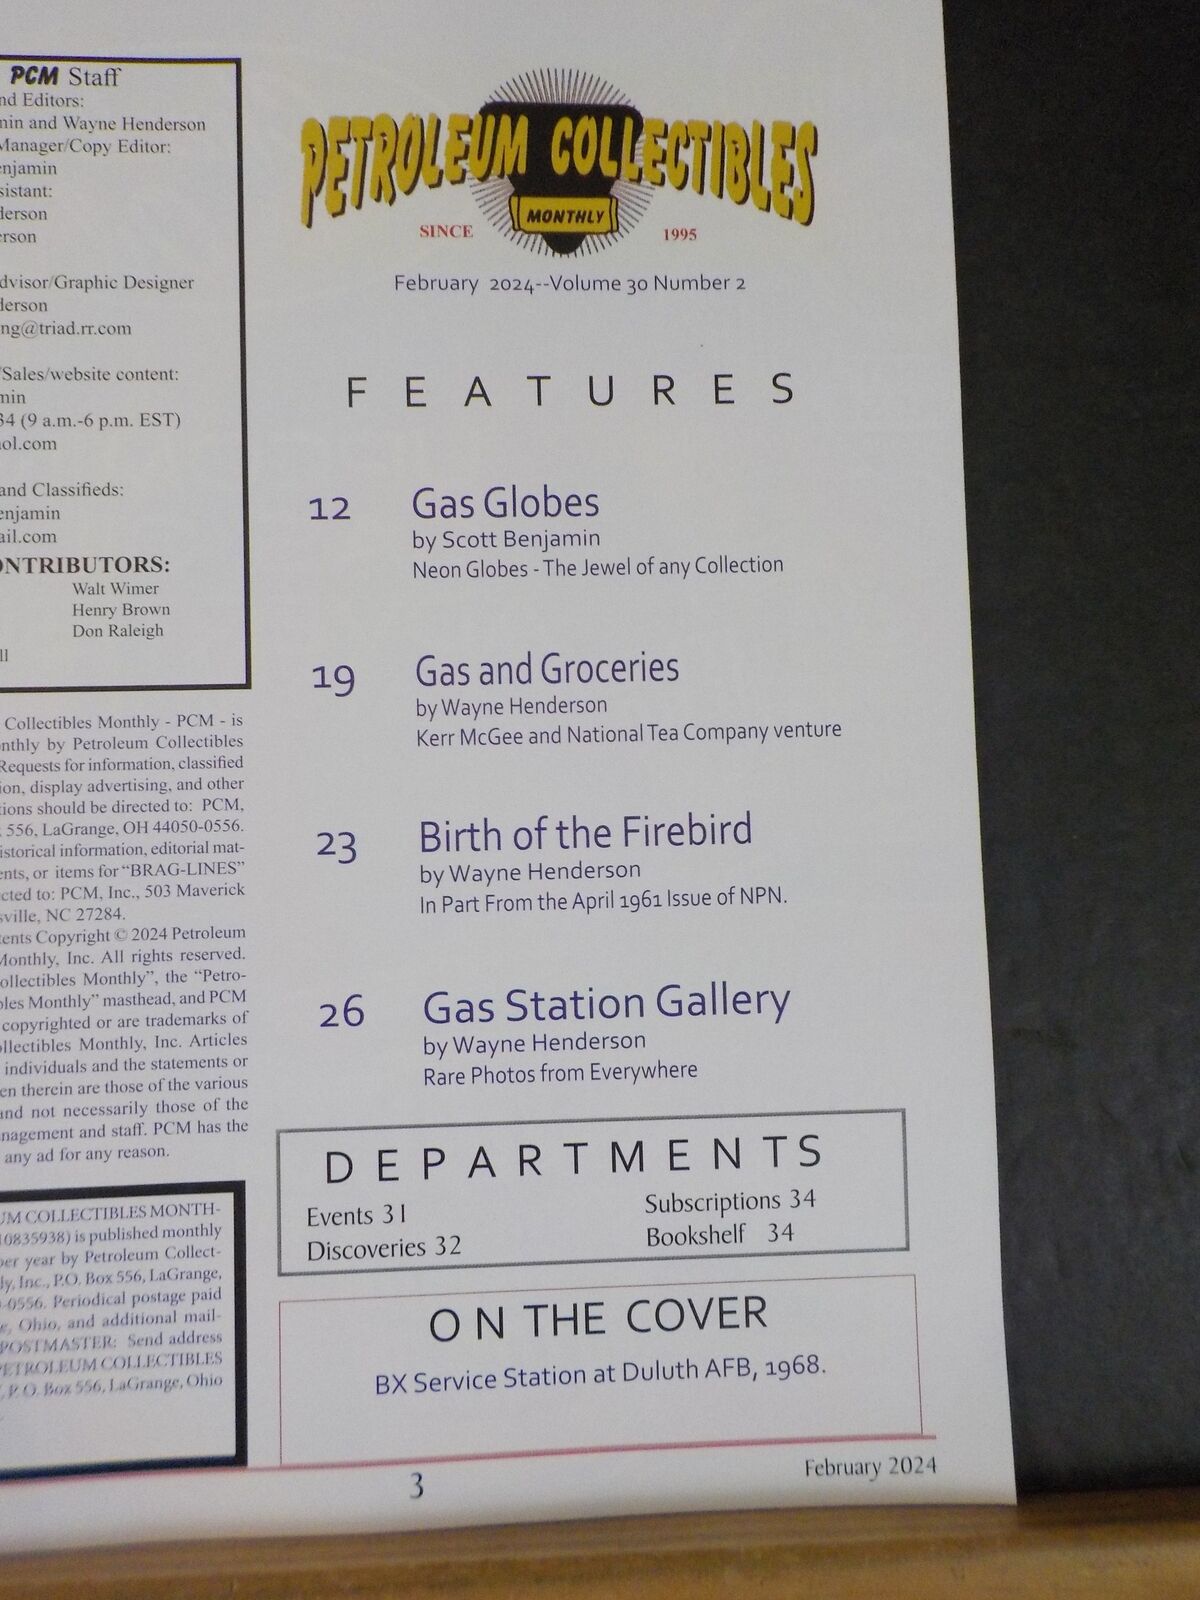 PCM Staff
Editors:
and Wayne Henderson
Manager/Copy Editor:
dvisor/Graphic Designer
ng@triad.rr.com
/Sales/website content:
34 (9 a.m.-6 p.m. EST)
ol.com
and Classifieds:
ail.com
ONTRIBUTORS:
Walt Wimer
Henry Brown
Don Raleigh
ll
Collectibles Monthly - PCM - is
nthly by Petroleum Collectibles
Requests for information, classified
ion, display advertising, and other
tions should be directed to: PCM,
556, LaGrange, OH 44050-0556.
istorical information, editorial mat-
ents, or items for "BRAG-LINES"
cted to: PCM, Inc., 503 Maverick
sville, NC 27284.
tents Copyright © 2024 Petroleum
Monthly, Inc. All rights reserved.
ollectibles Monthly", the "Petro-
bles Monthly" masthead, and PCM
copyrighted or are trademarks of
ollectibles Monthly, Inc. Articles
individuals and the statements or
en therein are those of the various
and not necessarily those of the
nagement and staff. PCM has the
any ad for any reason.
UM COLLECTIBLES MONTH-
10835938) is published monthly
per year by Petroleum Collect-
ly, Inc., P.O. Box 556, LaGrange,
-0556. Periodical postage paid
e, Ohio, and additional mail-
POSTMASTER: Send address
PETROLEUM COLLECTIBLES
, P. O. Box 556, LaGrange, Ohio
PETROLEUM COLLECTIBLES
MONTHLY
SINCE 1995
February 2024--Volume 30 Number 2
FEATURES
12 Gas Globes
by Scott Benjamin
Neon Globes - The Jewel of any Collection
19 Gas and Groceries
by Wayne Henderson
Kerr McGee and National Tea Company venture
23 Birth of the Firebird
by Wayne Henderson
In Part From the April 1961 Issue of NPN.
26 Gas Station Gallery
by Wayne Henderson
Rare Photos from Everywhere
DEPARTMENTS
Events 31 Subscriptions 34
Discoveries 32 Bookshelf 34
ON THE COVER
BX Service Station at Duluth AFB, 1968.
3 February 2024